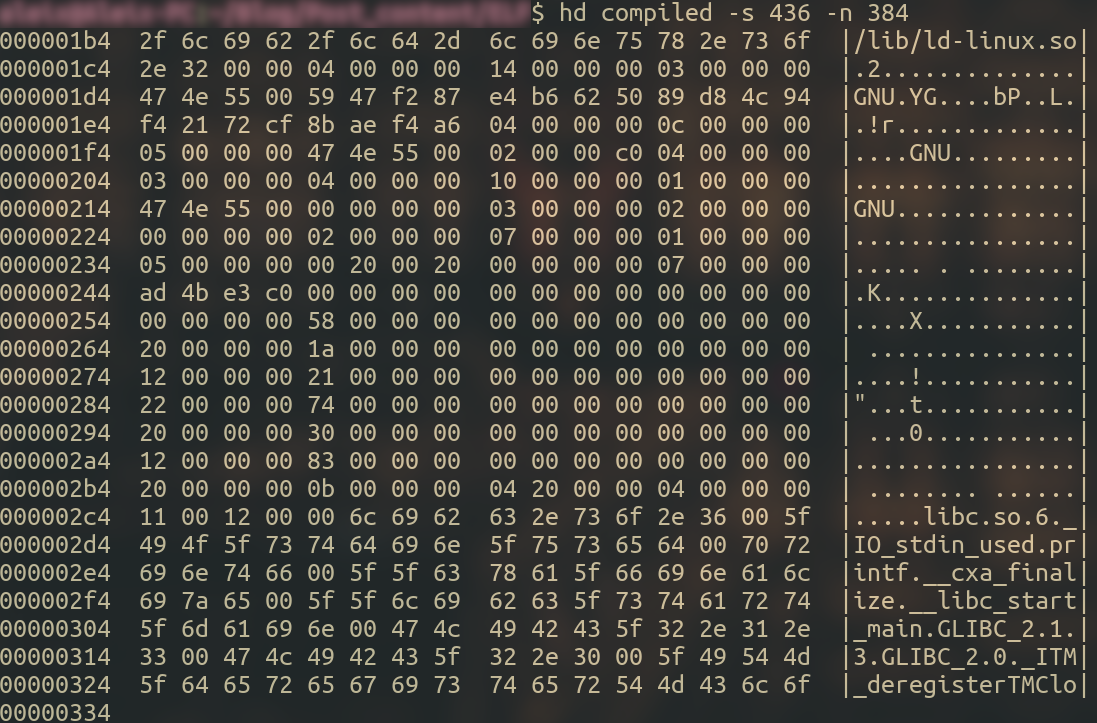 $ hd compiled -s 436 -n 384
000001b4  2f 6c 69 62 2f 6c 64 2d  6c 69 6e 75 78 2e 73 6f  |/lib/ld-linux.so|
000001c4  2e 32 00 00 04 00 00 00  14 00 00 00 03 00 00 00  |.2..............|
000001d4  47 4e 55 00 59 47 f2 87  e4 b6 62 50 89 d8 4c 94  |GNU.YG....bP..L.|
000001e4  f4 21 72 cf 8b ae f4 a6  04 00 00 00 0c 00 00 00  |.!r.............|
000001f4  05 00 00 00 47 4e 55 00  02 00 00 c0 04 00 00 00  |....GNU.........|
00000204  03 00 00 00 04 00 00 00  10 00 00 00 01 00 00 00  |................|
00000214  47 4e 55 00 00 00 00 00  03 00 00 00 02 00 00 00  |GNU.............|
00000224  00 00 00 00 02 00 00 00  07 00 00 00 01 00 00 00  |................|
00000234  05 00 00 00 00 20 00 20  00 00 00 00 07 00 00 00  |..... . ........|
00000244  ad 4b e3 c0 00 00 00 00  00 00 00 00 00 00 00 00  |.K..............|
00000254  00 00 00 00 58 00 00 00  00 00 00 00 00 00 00 00  |....X...........|
00000264  20 00 00 00 1a 00 00 00  00 00 00 00 00 00 00 00  | ...............|
00000274  12 00 00 00 21 00 00 00  00 00 00 00 00 00 00 00  |....!...........|
00000284  22 00 00 00 74 00 00 00  00 00 00 00 00 00 00 00  |"...t...........|
00000294  20 00 00 00 30 00 00 00  00 00 00 00 00 00 00 00  | ...0...........|
000002a4  12 00 00 00 83 00 00 00  00 00 00 00 00 00 00 00  |................|
000002b4  20 00 00 00 0b 00 00 00  04 20 00 00 04 00 00 00  | ........ ......|
000002c4  11 00 12 00 00 6c 69 62  63 2e 73 6f 2e 36 00 5f  |.....libc.so.6._|
000002d4  49 4f 5f 73 74 64 69 6e  5f 75 73 65 64 00 70 72  |IO_stdin_used.pr|
000002e4  69 6e 74 66 00 5f 5f 63  78 61 5f 66 69 6e 61 6c  |intf.__cxa_final|
000002f4  69 7a 65 00 5f 5f 6c 69  62 63 5f 73 74 61 72 74  |ize.__libc_start|
00000304  5f 6d 61 69 6e 00 47 4c  49 42 43 5f 32 2e 31 2e  |_main.GLIBC_2.1.|
00000314  33 00 47 4c 49 42 43 5f  32 2e 30 00 5f 49 54 4d  |3.GLIBC_2.0._ITM|
00000324  5f 64 65 72 65 67 69 73  74 65 72 54 4d 43 6c 6f  |_deregisterTMClo|
00000334